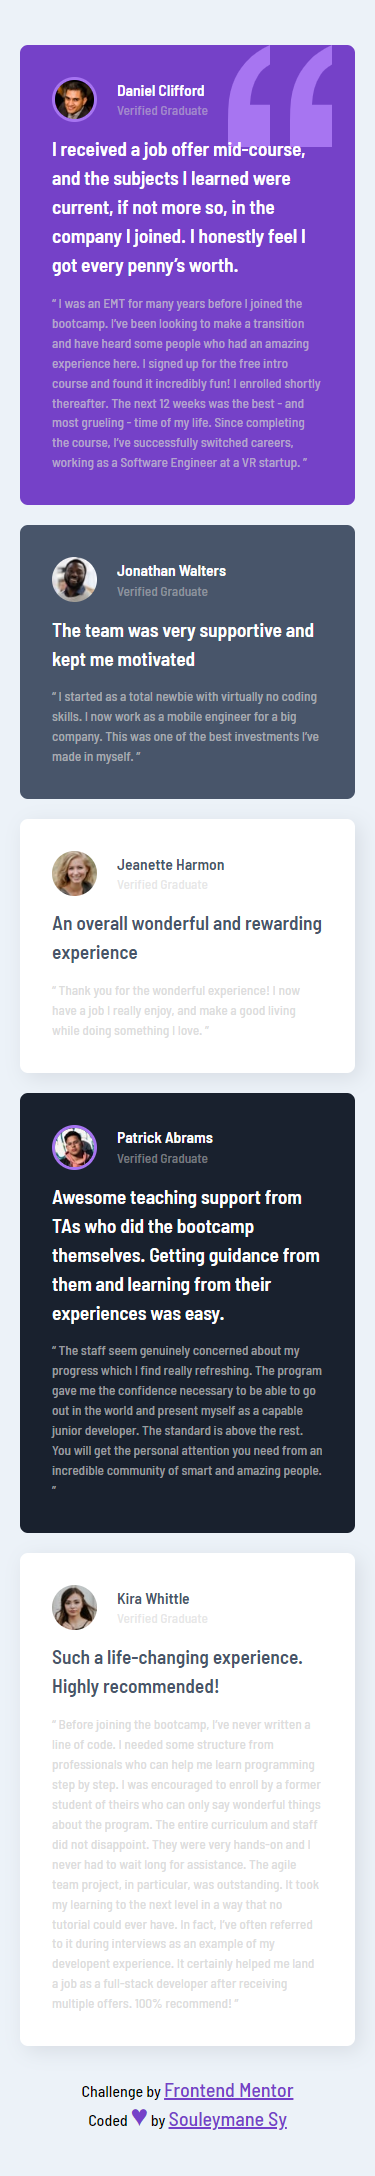 Daniel Clifford
Verified Graduate
I received a job offer mid-course,
and the subjects I learned were
current, if not more so, in the
company I joined. I honestly feel I
got every penny’s worth.
“ I was an EMT for many years before I joined the
bootcamp. I’ve been looking to make a transition
and have heard some people who had an amazing
experience here. I signed up for the free intro
course and found it incredibly fun! I enrolled shortly
thereafter. The next 12 weeks was the best - and
most grueling - time of my life. Since completing
the course, I’ve successfully switched careers,
working as a Software Engineer at a VR startup. ”
Jonathan Walters
Verified Graduate
The team was very supportive and
kept me motivated
“ I started as a total newbie with virtually no coding
skills. I now work as a mobile engineer for a big
company. This was one of the best investments I’ve
made in myself. ”
Jeanette Harmon
Verified Graduate
An overall wonderful and rewarding
experience
“ Thank you for the wonderful experience! I now
have a job I really enjoy, and make a good living
while doing something I love. ”
Patrick Abrams
Verified Graduate
Awesome teaching support from
TAs who did the bootcamp
themselves. Getting guidance from
them and learning from their
experiences was easy.
“ The staff seem genuinely concerned about my
progress which I find really refreshing. The program
gave me the confidence necessary to be able to go
out in the world and present myself as a capable
junior developer. The standard is above the rest.
You will get the personal attention you need from an
incredible community of smart and amazing people.
”
Kira Whittle
Verified Graduate
Such a life-changing experience.
Highly recommended!
“ Before joining the bootcamp, I’ve never written a
line of code. I needed some structure from
professionals who can help me learn programming
step by step. I was encouraged to enroll by a former
student of theirs who can only say wonderful things
about the program. The entire curriculum and staff
did not disappoint. They were very hands-on and I
never had to wait long for assistance. The agile
team project, in particular, was outstanding. It took
my learning to the next level in a way that no
tutorial could ever have. In fact, I’ve often referred
to it during interviews as an example of my
developent experience. It certainly helped me land
a job as a full-stack developer after receiving
multiple offers. 100% recommend! ”
Challenge by Frontend Mentor
Coded ♥ by Souleymane Sy